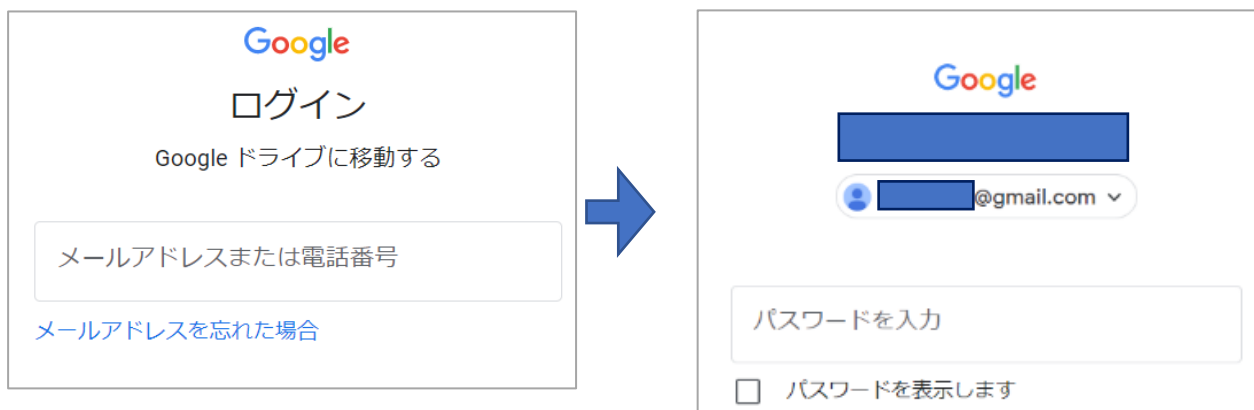 Google
ログイン
Google ドライブに移動する
メールアドレスまたは電話番号
メールアドレスを忘れた場合
Google
@gmail.com
パスワードを入力
パスワードを表示します